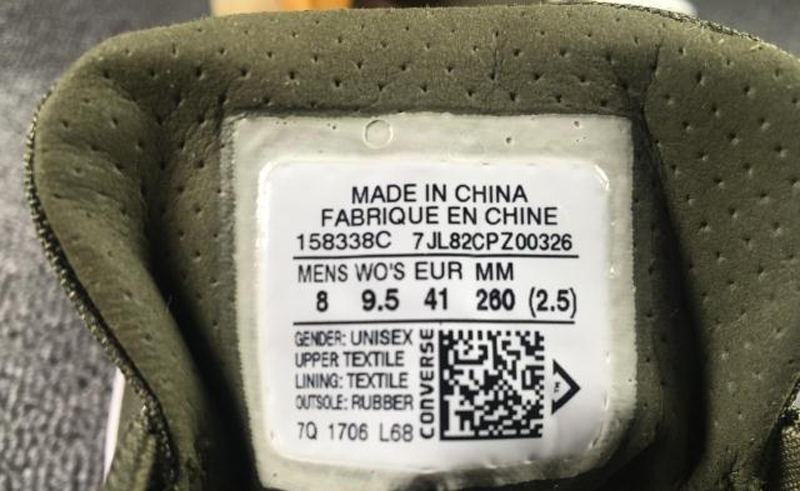 MADE IN CHINA
FABRIQUE EN CHINE
158338C 7JL82CPZ00326
MENS WO'S EUR MM
8 9.5 41 260 (2.5)
GENDER: UNISEX
UPPER TEXTILE
LINING: TEXTILE
OUTSOLE: RUBBER
7Q 1706 L68
CONVERSE
TM